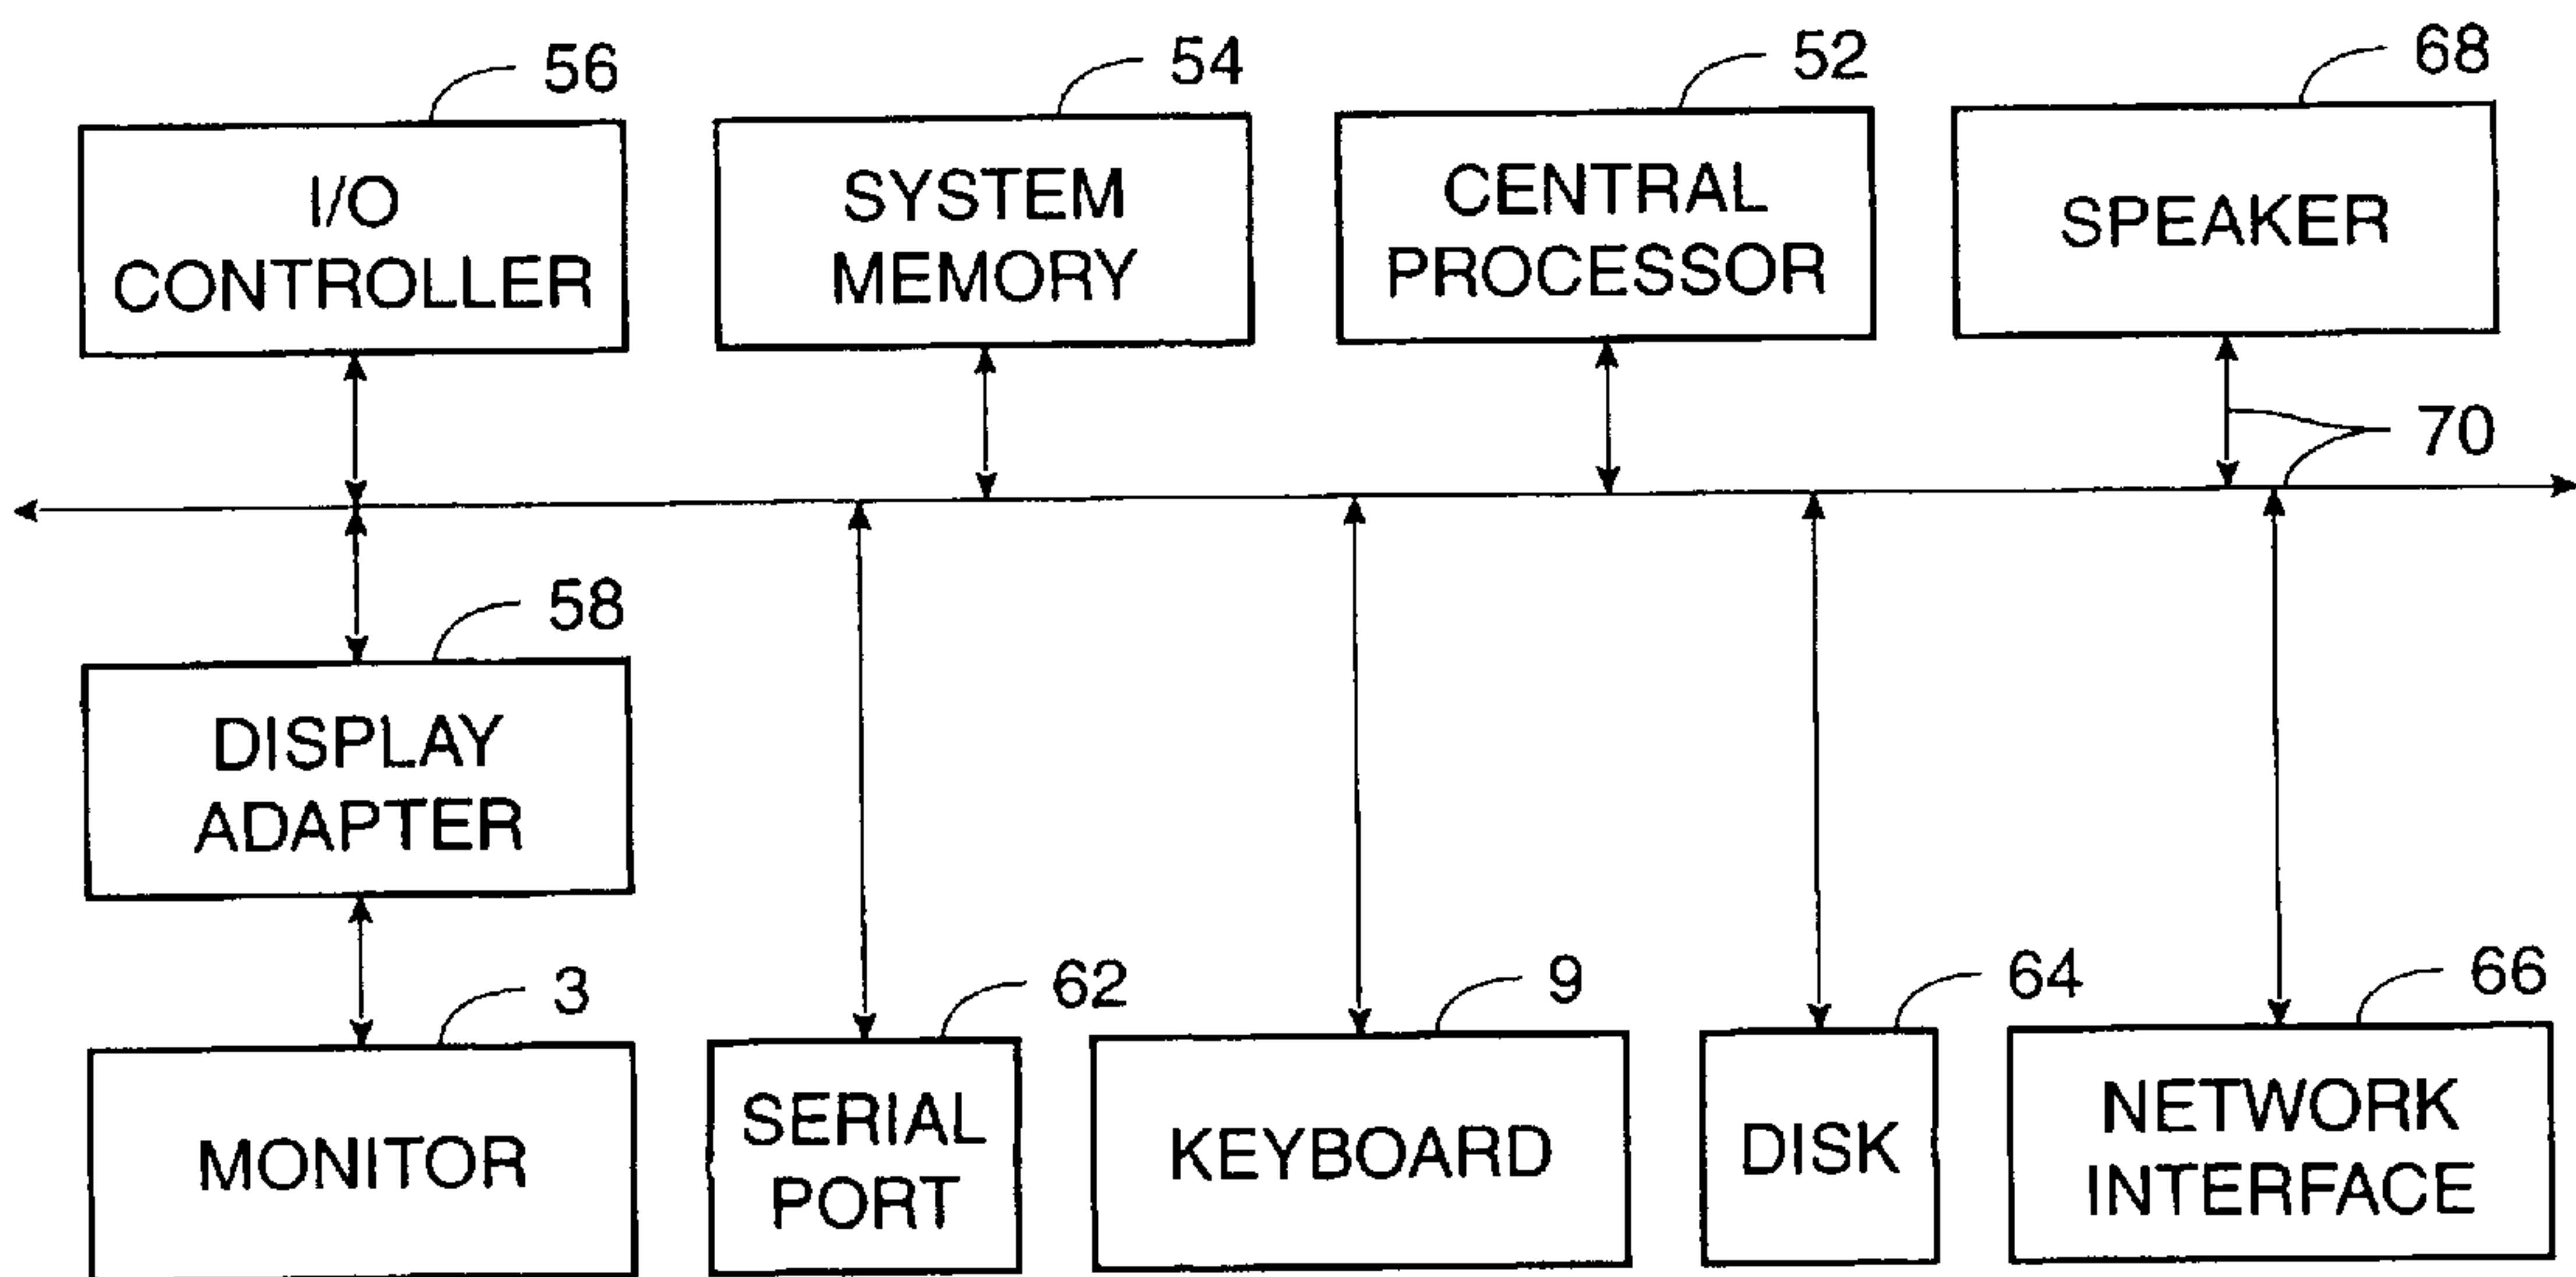 56
54
52
68
I/O
CONTROLLER
SYSTEM
MEMORY
CENTRAL
PROCESSOR
SPEAKER
70
58
DISPLAY
ADAPTER
3
62
9
64
66
MONITOR
SERIAL
PORT
KEYBOARD
DISK
NETWORK
INTERFACE